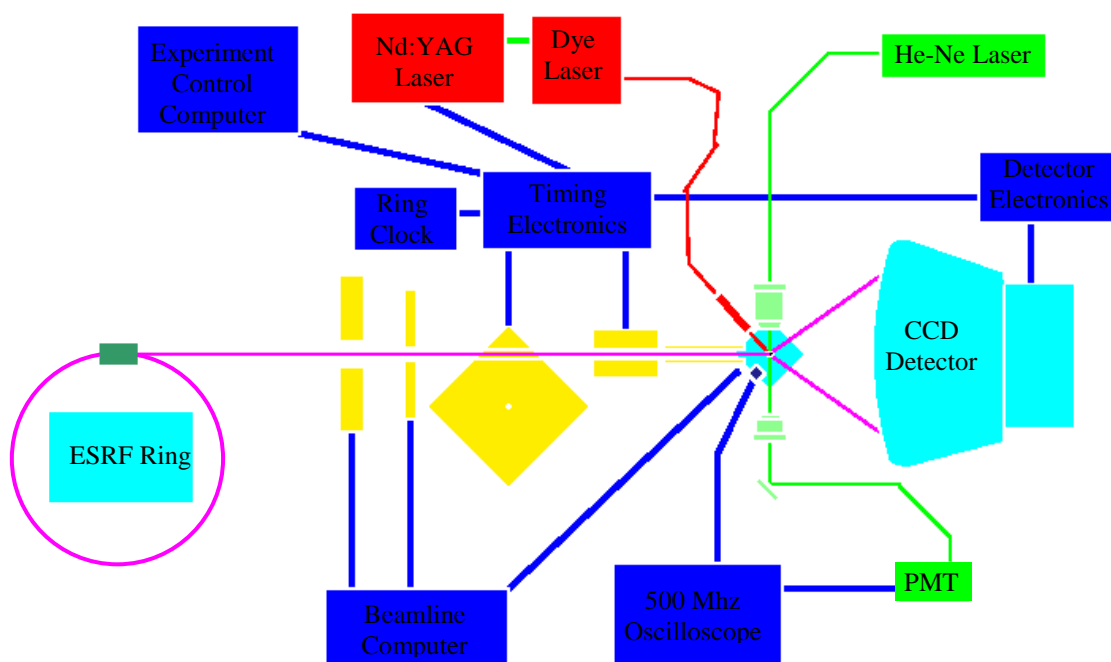 Experiment
Control
Computer
Nd:YAG
Laser
Dye
Laser
He-Ne Laser
Ring
Clock
Timing
Electronics
Detector
Electronics
CCD
Detector
ESRF Ring
Beamline
Computer
500 Mhz
Oscilloscope
PMT